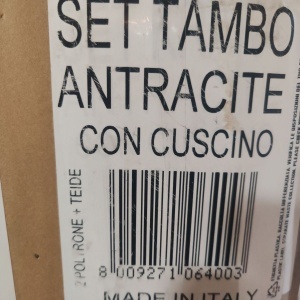 SET TAMBO
ANTRACITE
CON CUSCINO
2 POLTRONE + TEIDE
8 009271 064003
MADE IN ITALY